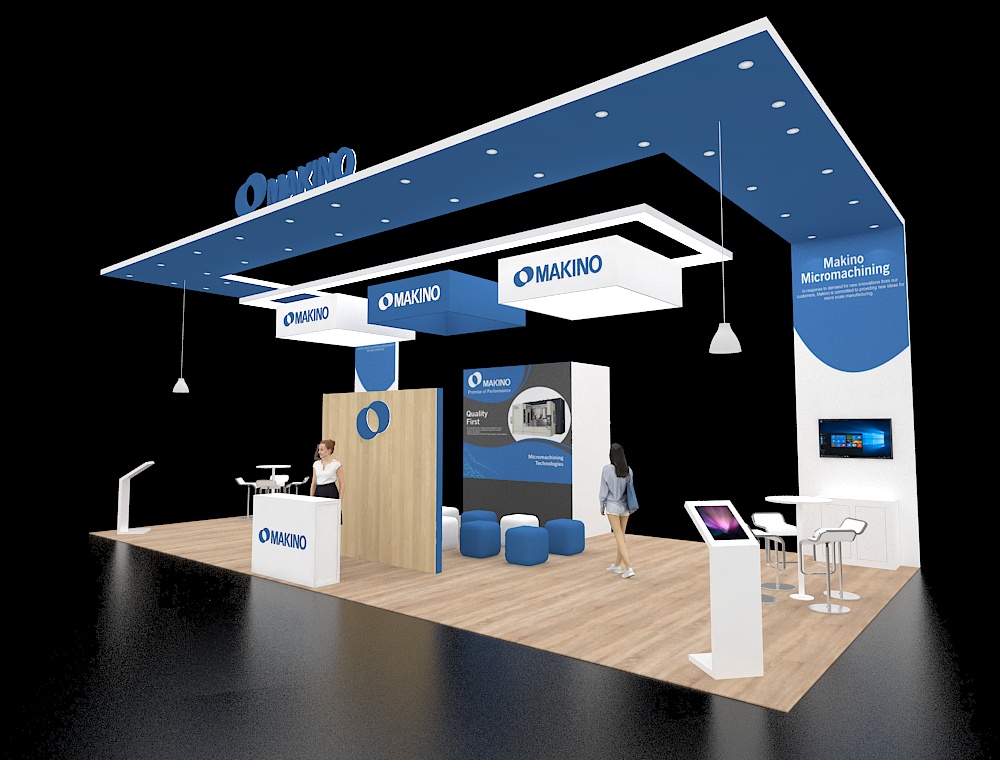 MAKINO
MAKINO
MAKINO
MAKINO
Makino
Micromachining
In response to demand for new innovations from our
customers, Makino is committed to providing new ideas for
micro scale manufacturing.
MAKINO
Promise of Performance
Quality
First
Micromachining
Technologies
MAKINO